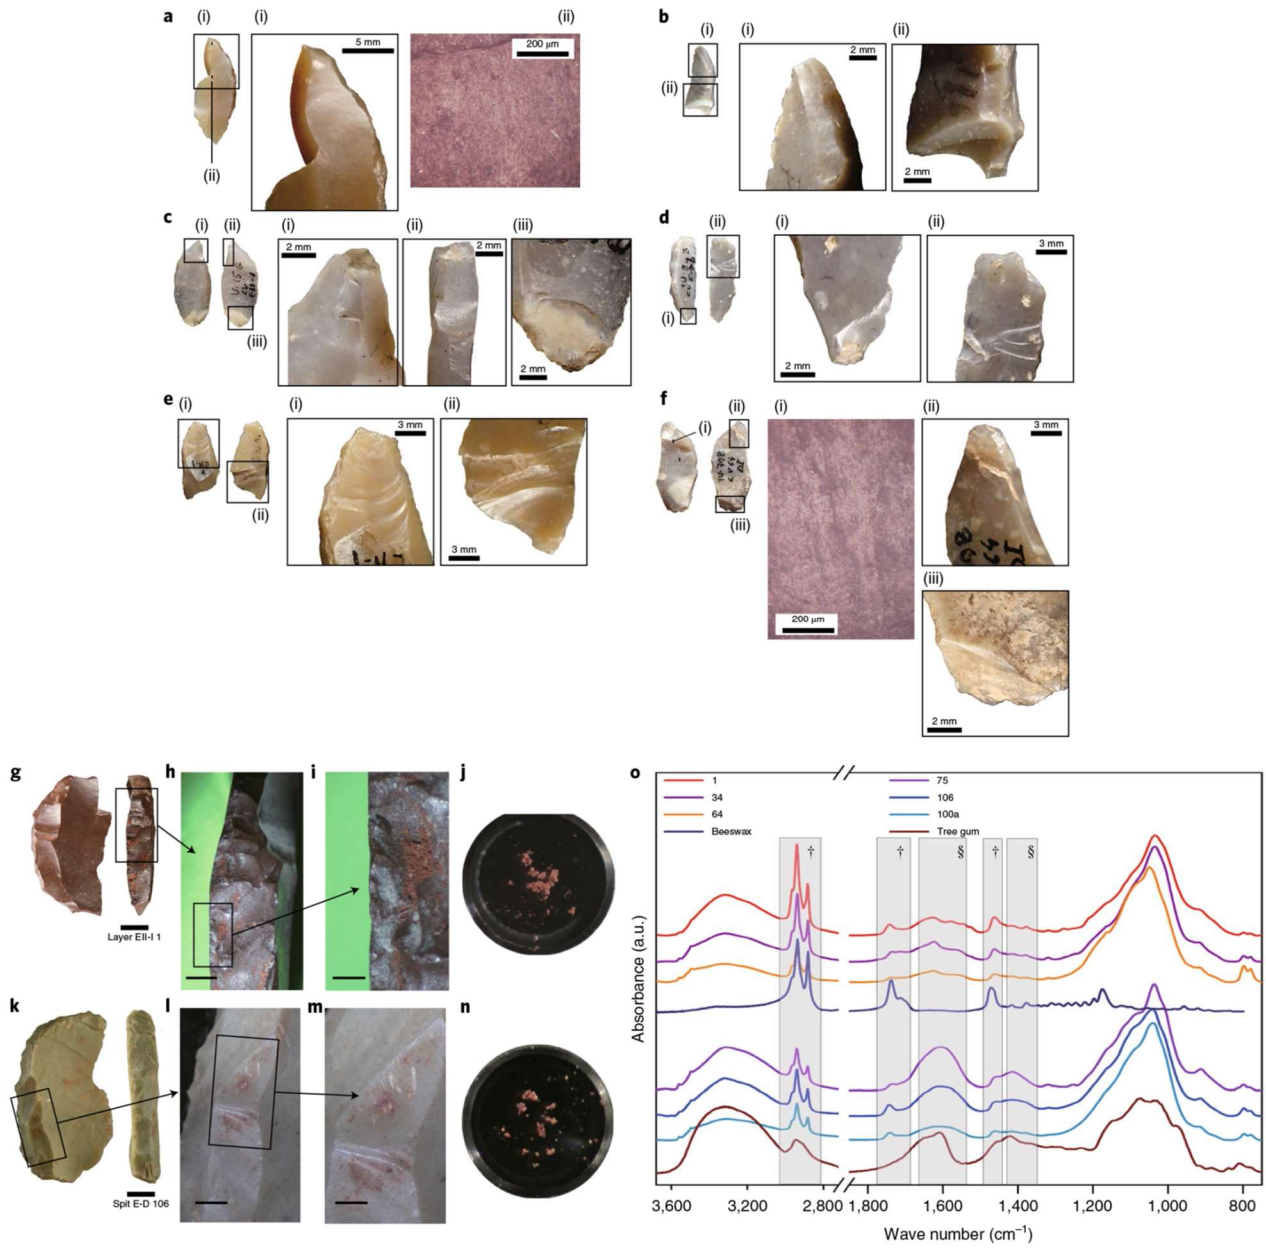 a (i) (i) (ii)
5 mm
200 µm
(ii)
b (i) (i) (ii)
(ii)
2 mm
2 mm
c (i) (ii) (i) (ii) (iii)
2 mm
2 mm
2 mm
(iii)
d (ii) (i) (ii)
3 mm
(i)
2 mm
e (i) (i) (ii)
3 mm
3 mm
(ii)
f (ii) (i) (ii)
(i)
3 mm
(iii)
(iii)
200 µm
2 mm
g h i j
Layer EII-I 1
k l m n
Spit E-D 106
o
1 75
34 106
64 100a
Beeswax Tree gum
† † § † §
Absorbance (a.u.)
3,600 3,200 2,800 1,800 1,600 1,400 1,200 1,000 800
Wave number (cm⁻¹)